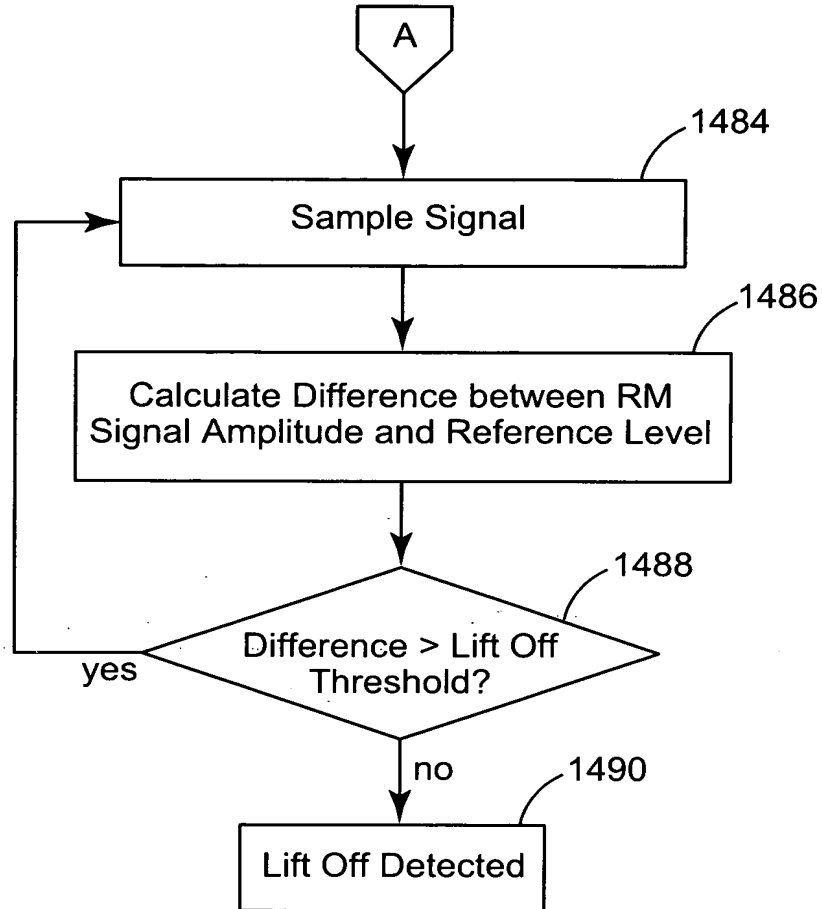 A
1484
Sample Signal
1486
Calculate Difference between RM
Signal Amplitude and Reference Level
1488
Difference > Lift Off
Threshold?
yes
no
1490
Lift Off Detected